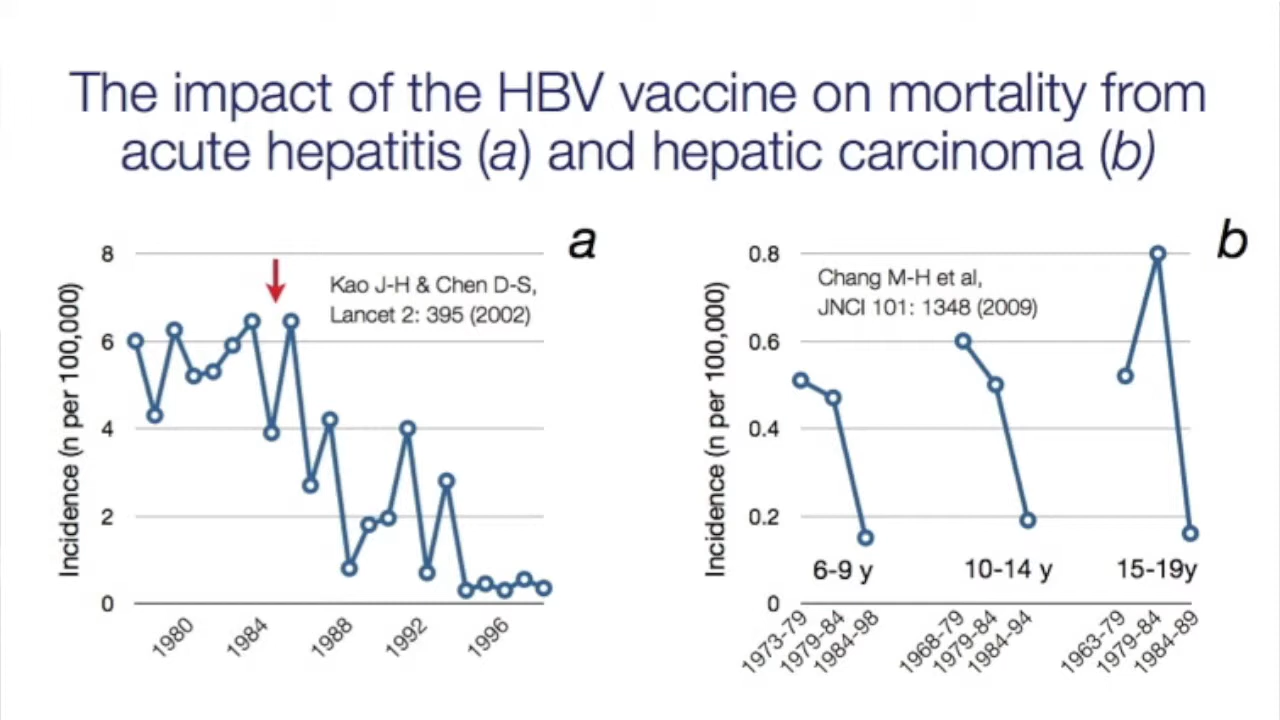 The impact of the HBV vaccine on mortality from
acute hepatitis (a) and hepatic carcinoma (b)
a
Incidence (n per 100,000)
8
6
4
2
0
Kao J-H & Chen D-S,
Lancet 2: 395 (2002)
1980
1984
1988
1992
1996
b
Incidence (n per 100,000)
0.8
0.6
0.4
0.2
0
Chang M-H et al,
JNCI 101: 1348 (2009)
6-9 y
10-14 y
15-19y
1973-79
1979-84
1984-98
1968-79
1979-84
1984-94
1963-79
1979-84
1984-89